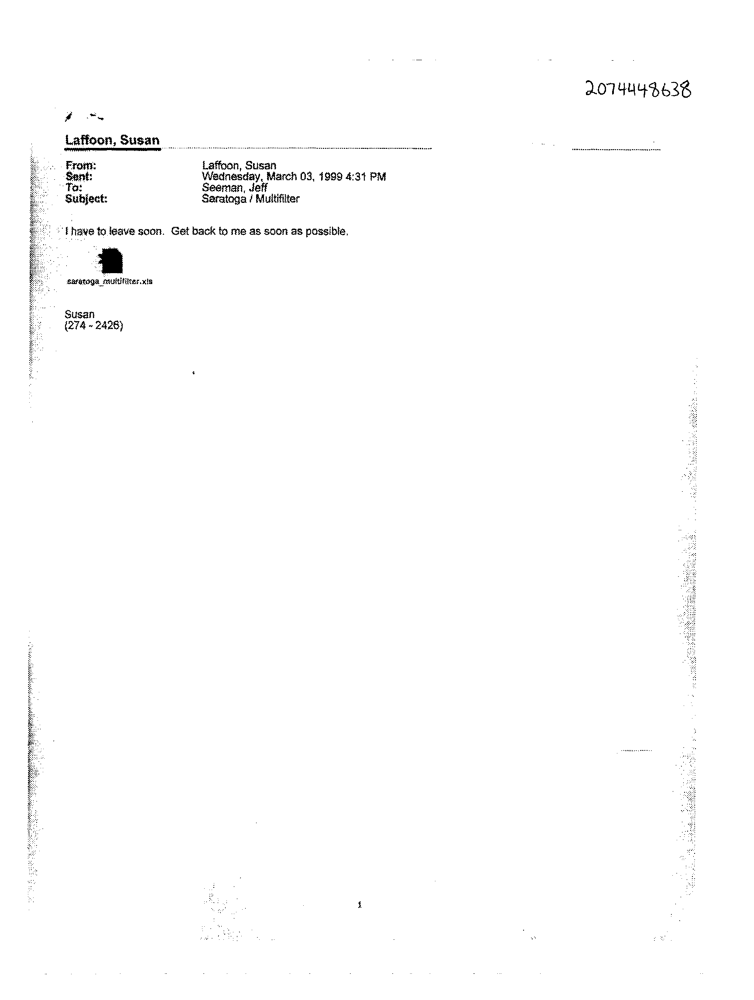 2074448638
Laffoon, Susan
From: Laffoon, Susan
Sent: Wednesday, March 03, 1999 4:31 PM
To: Seeman, Jeff
Subject: Saratoga / Multifilter
I have to leave soon. Get back to me as soon as possible.
saratoga_multifilter.xls
Susan
(274 - 2426)
1